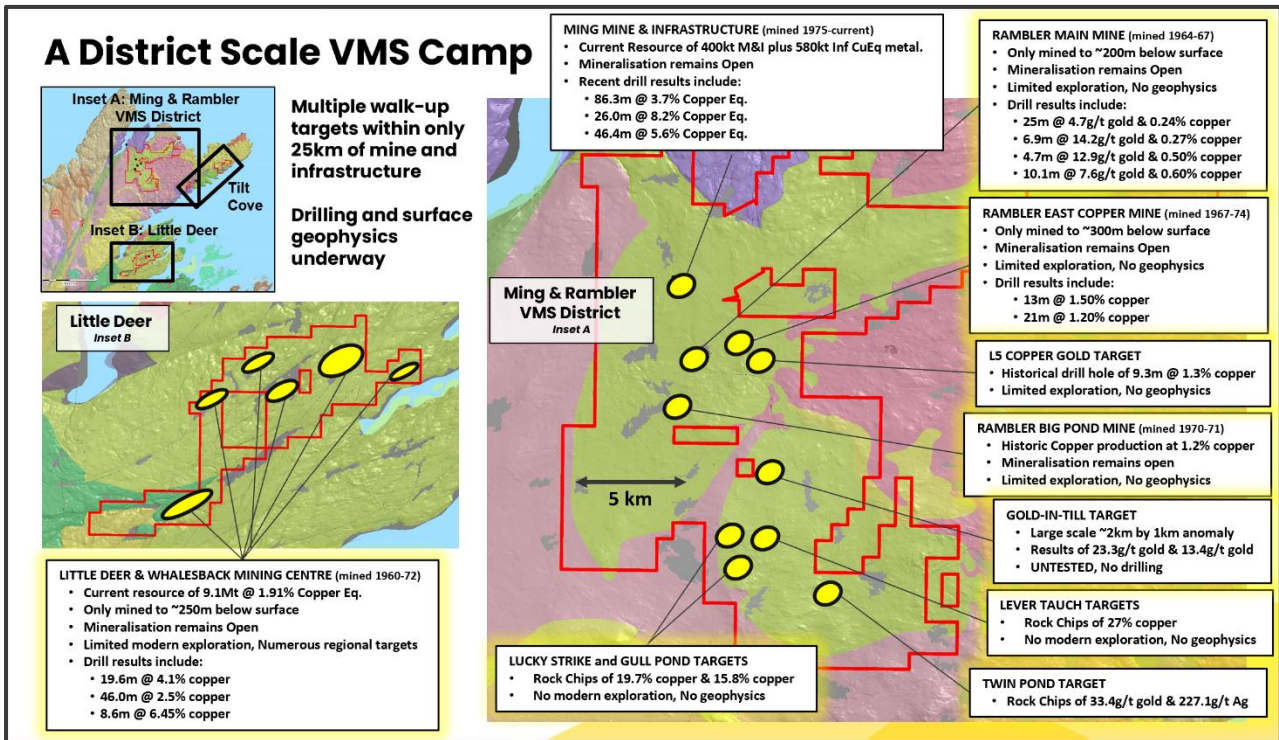 A District Scale VMS Camp
Inset A: Ming & Rambler
VMS District
Tilt
Cove
Inset B: Little Deer
Multiple walk-up
targets within only
25km of mine and
infrastructure
Drilling and surface
geophysics
underway
Little Deer
Inset B
LITTLE DEER & WHALESBACK MINING CENTRE (mined 1960-72)
• Current resource of 9.1Mt @ 1.91% Copper Eq.
• Only mined to ~250m below surface
• Mineralisation remains Open
• Limited modern exploration, Numerous regional targets
• Drill results include:
• 19.6m @ 4.1% copper
• 46.0m @ 2.5% copper
• 8.6m @ 6.45% copper
MING MINE & INFRASTRUCTURE (mined 1975-current)
• Current Resource of 400kt M&I plus 580kt Inf CuEq metal.
• Mineralisation remains Open
• Recent drill results include:
• 86.3m @ 3.7% Copper Eq.
• 26.0m @ 8.2% Copper Eq.
• 46.4m @ 5.6% Copper Eq.
Ming & Rambler
VMS District
Inset A
5 km
LUCKY STRIKE and GULL POND TARGETS
• Rock Chips of 19.7% copper & 15.8% copper
• No modern exploration, No geophysics
RAMBLER MAIN MINE (mined 1964-67)
• Only mined to ~200m below surface
• Mineralisation remains Open
• Limited exploration, No geophysics
• Drill results include:
• 25m @ 4.7g/t gold & 0.24% copper
• 6.9m @ 14.2g/t gold & 0.27% copper
• 4.7m @ 12.9g/t gold & 0.50% copper
• 10.1m @ 7.6g/t gold & 0.60% copper
RAMBLER EAST COPPER MINE (mined 1967-74)
• Only mined to ~300m below surface
• Mineralisation remains Open
• Limited exploration, No geophysics
• Drill results include:
• 13m @ 1.50% copper
• 21m @ 1.20% copper
L5 COPPER GOLD TARGET
• Historical drill hole of 9.3m @ 1.3% copper
• Limited exploration, No geophysics
RAMBLER BIG POND MINE (mined 1970-71)
• Historic Copper production at 1.2% copper
• Mineralisation remains open
• Limited exploration, No geophysics
GOLD-IN-TILL TARGET
• Large scale ~2km by 1km anomaly
• Results of 23.3g/t gold & 13.4g/t gold
• UNTESTED, No drilling
LEVER TAUCH TARGETS
• Rock Chips of 27% copper
• No modern exploration, No geophysics
TWIN POND TARGET
• Rock Chips of 33.4g/t gold & 227.1g/t Ag